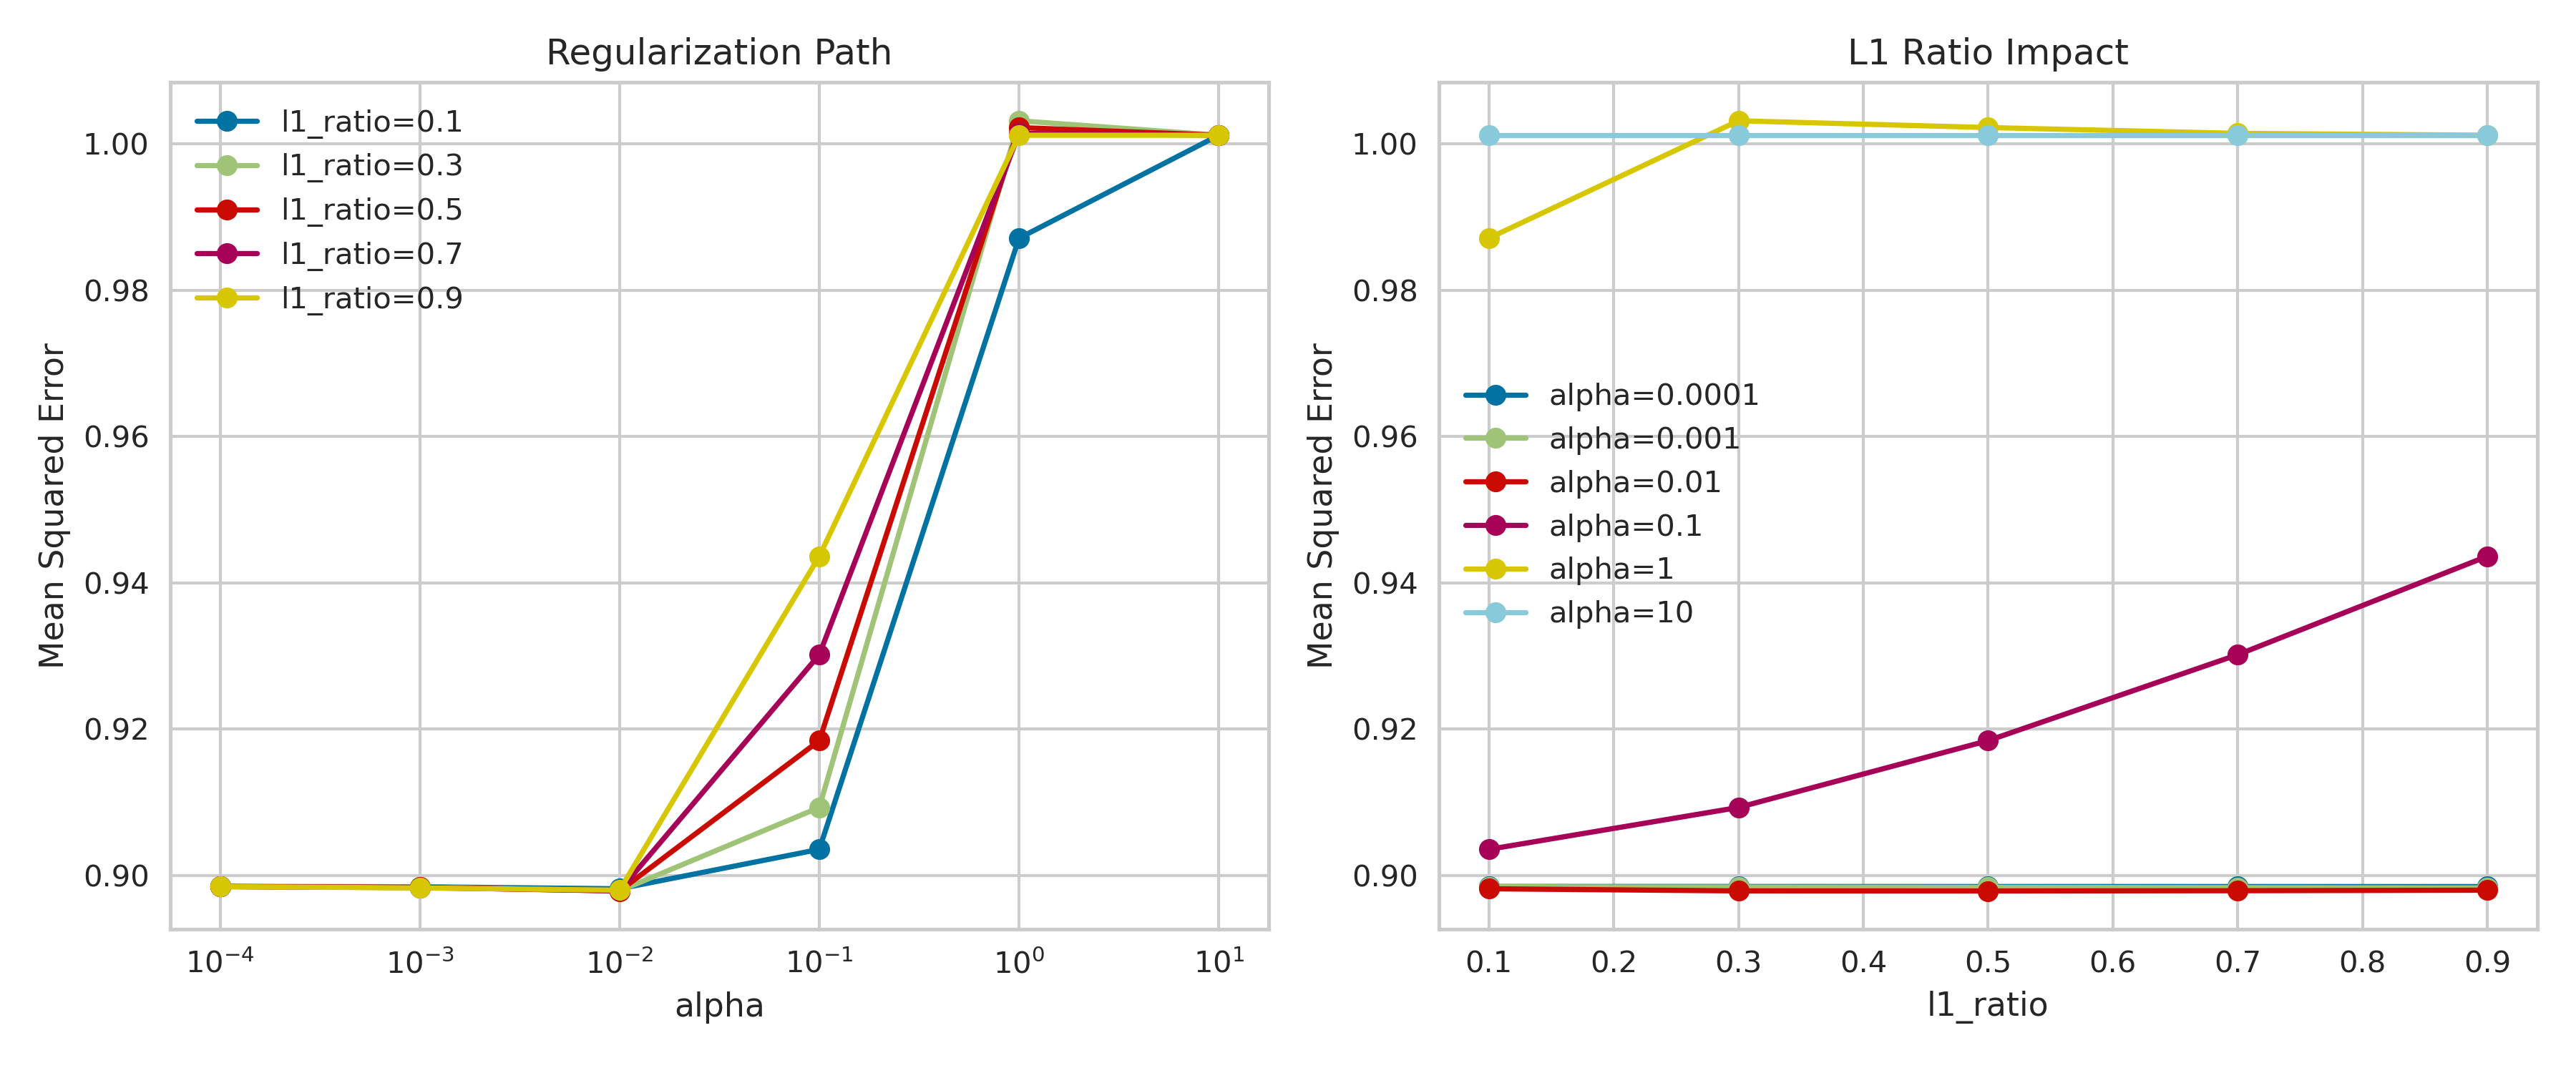 Regularization Path
l1_ratio=0.1
l1_ratio=0.3
l1_ratio=0.5
l1_ratio=0.7
l1_ratio=0.9
1.00
0.98
0.96
0.94
0.92
0.90
Mean Squared Error
10⁻⁴ 10⁻³ 10⁻² 10⁻¹ 10⁰ 10¹
alpha
L1 Ratio Impact
1.00
0.98
0.96
0.94
0.92
0.90
Mean Squared Error
alpha=0.0001
alpha=0.001
alpha=0.01
alpha=0.1
alpha=1
alpha=10
0.1 0.2 0.3 0.4 0.5 0.6 0.7 0.8 0.9
l1_ratio